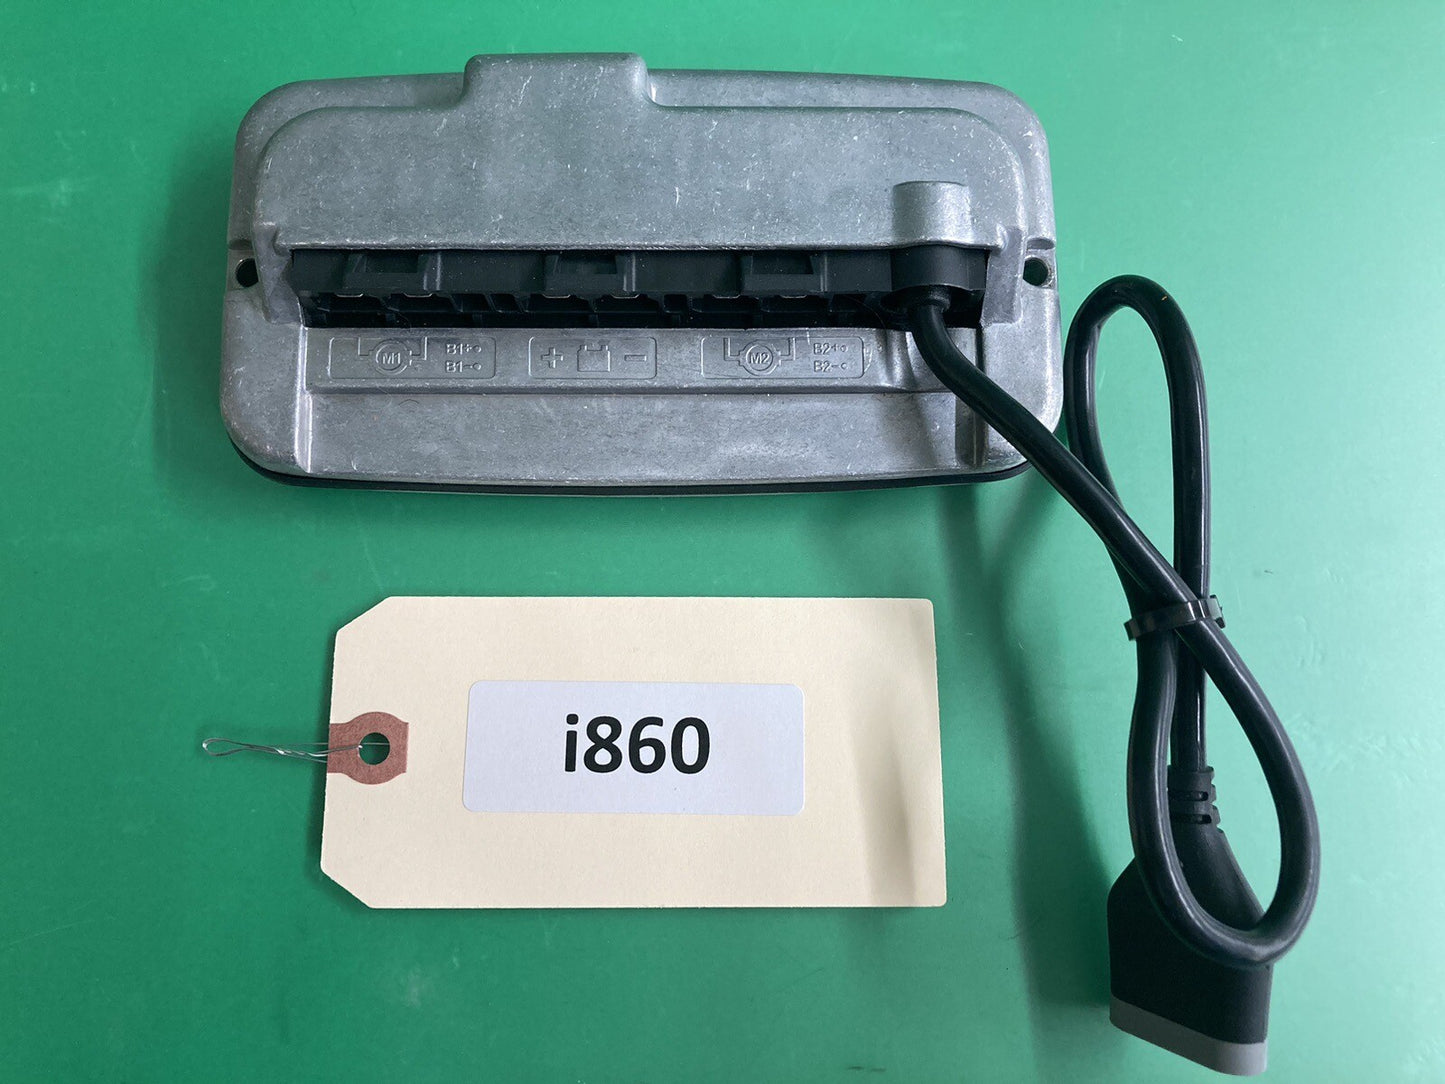 M1 B1+
B1-
+ -
M2 B2+
B2-
i860